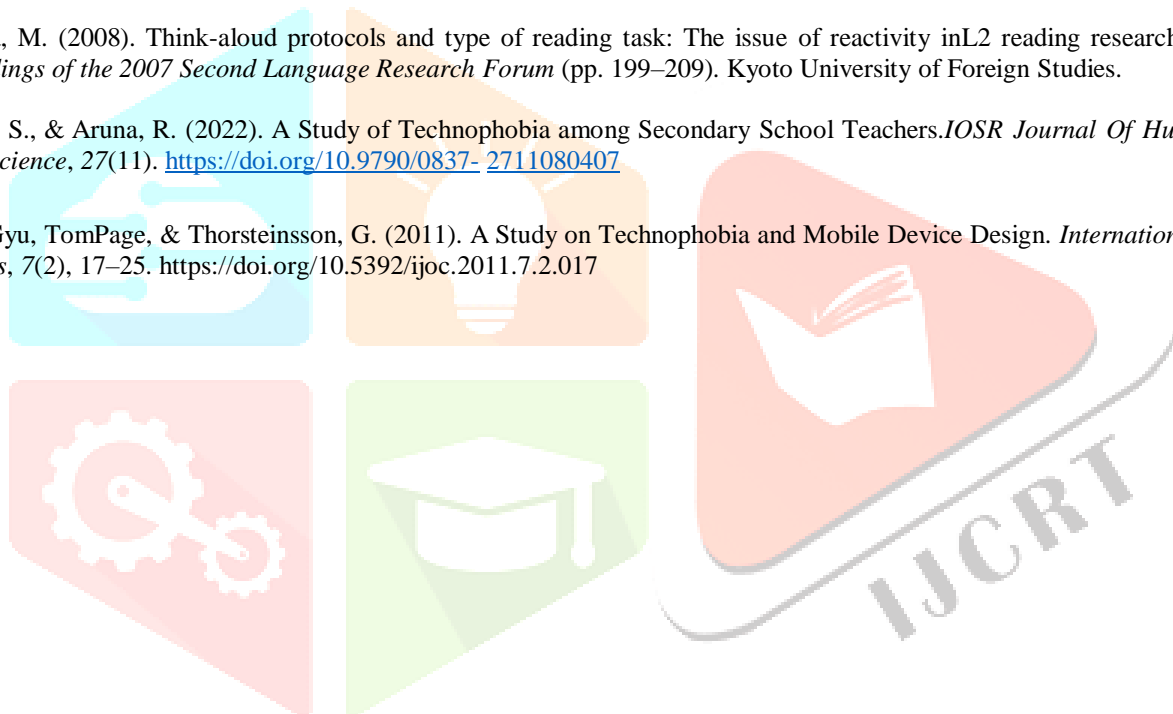 , M. (2008). Think-aloud protocols and type of reading task: The issue of reactivity inL2 reading research
dings of the 2007 Second Language Research Forum (pp. 199–209). Kyoto University of Foreign Studies.
S., & Aruna, R. (2022). A Study of Technophobia among Secondary School Teachers.IOSR Journal Of Hu
cience, 27(11). https://doi.org/10.9790/0837- 2711080407
Gyu, TomPage, & Thorsteinsson, G. (2011). A Study on Technophobia and Mobile Device Design. Internation
s, 7(2), 17–25. https://doi.org/10.5392/ijoc.2011.7.2.017
IJCRT